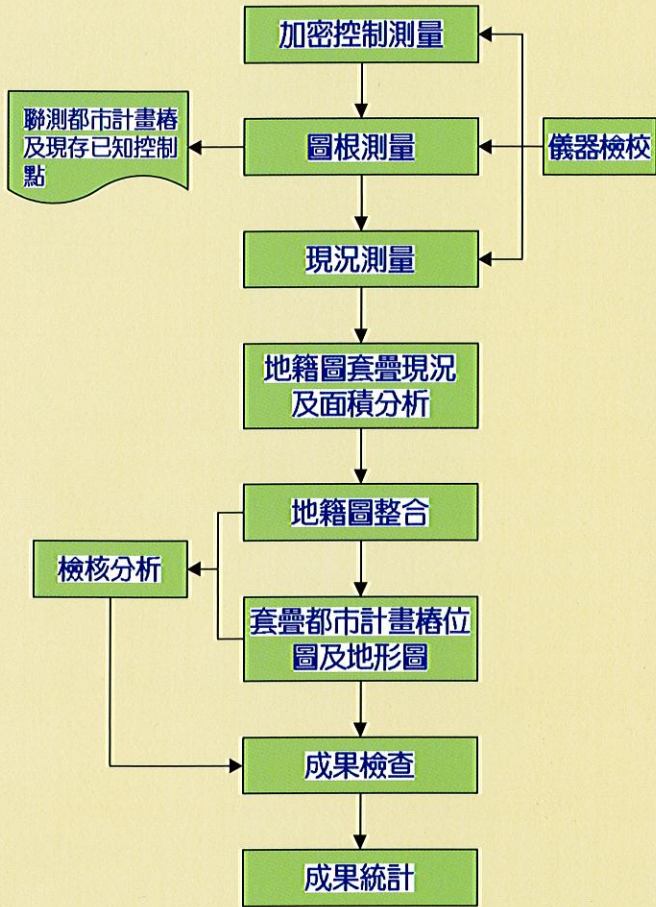 加密控制測量
聯測都市計畫樁
及現存已知控制
點
圖根測量
儀器檢校
現況測量
地籍圖套疊現況
及面積分析
地籍圖整合
檢核分析
套疊都市計畫樁位
圖及地形圖
成果檢查
成果統計